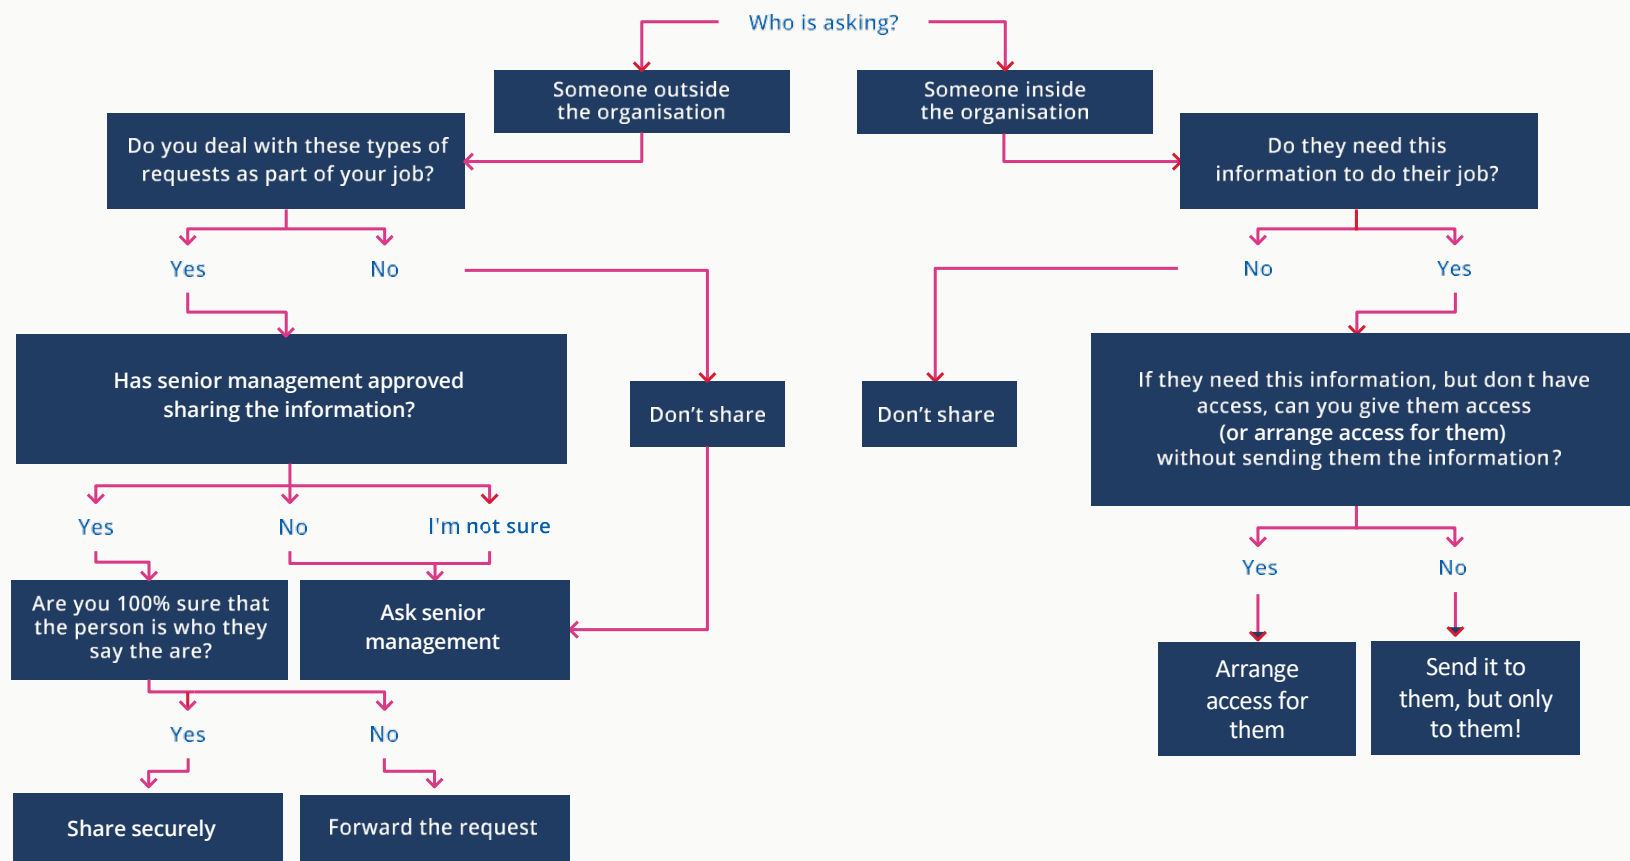 Who is asking?
Someone outside
the organisation
Someone inside
the organisation
Do you deal with these types of
requests as part of your job?
Do they need this
information to do their job?
Yes
No
No
Yes
Has senior management approved
sharing the information?
Don't share
Don't share
If they need this information, but don t have
access, can you give them access
(or arrange access for them)
without sending them the information?
Yes
No
I'm not sure
Yes
No
Are you 100% sure that
the person is who they
say the are?
Ask senior
management
Arrange
access for
them
Send it to
them, but only
to them!
Yes
No
Share securely
Forward the request